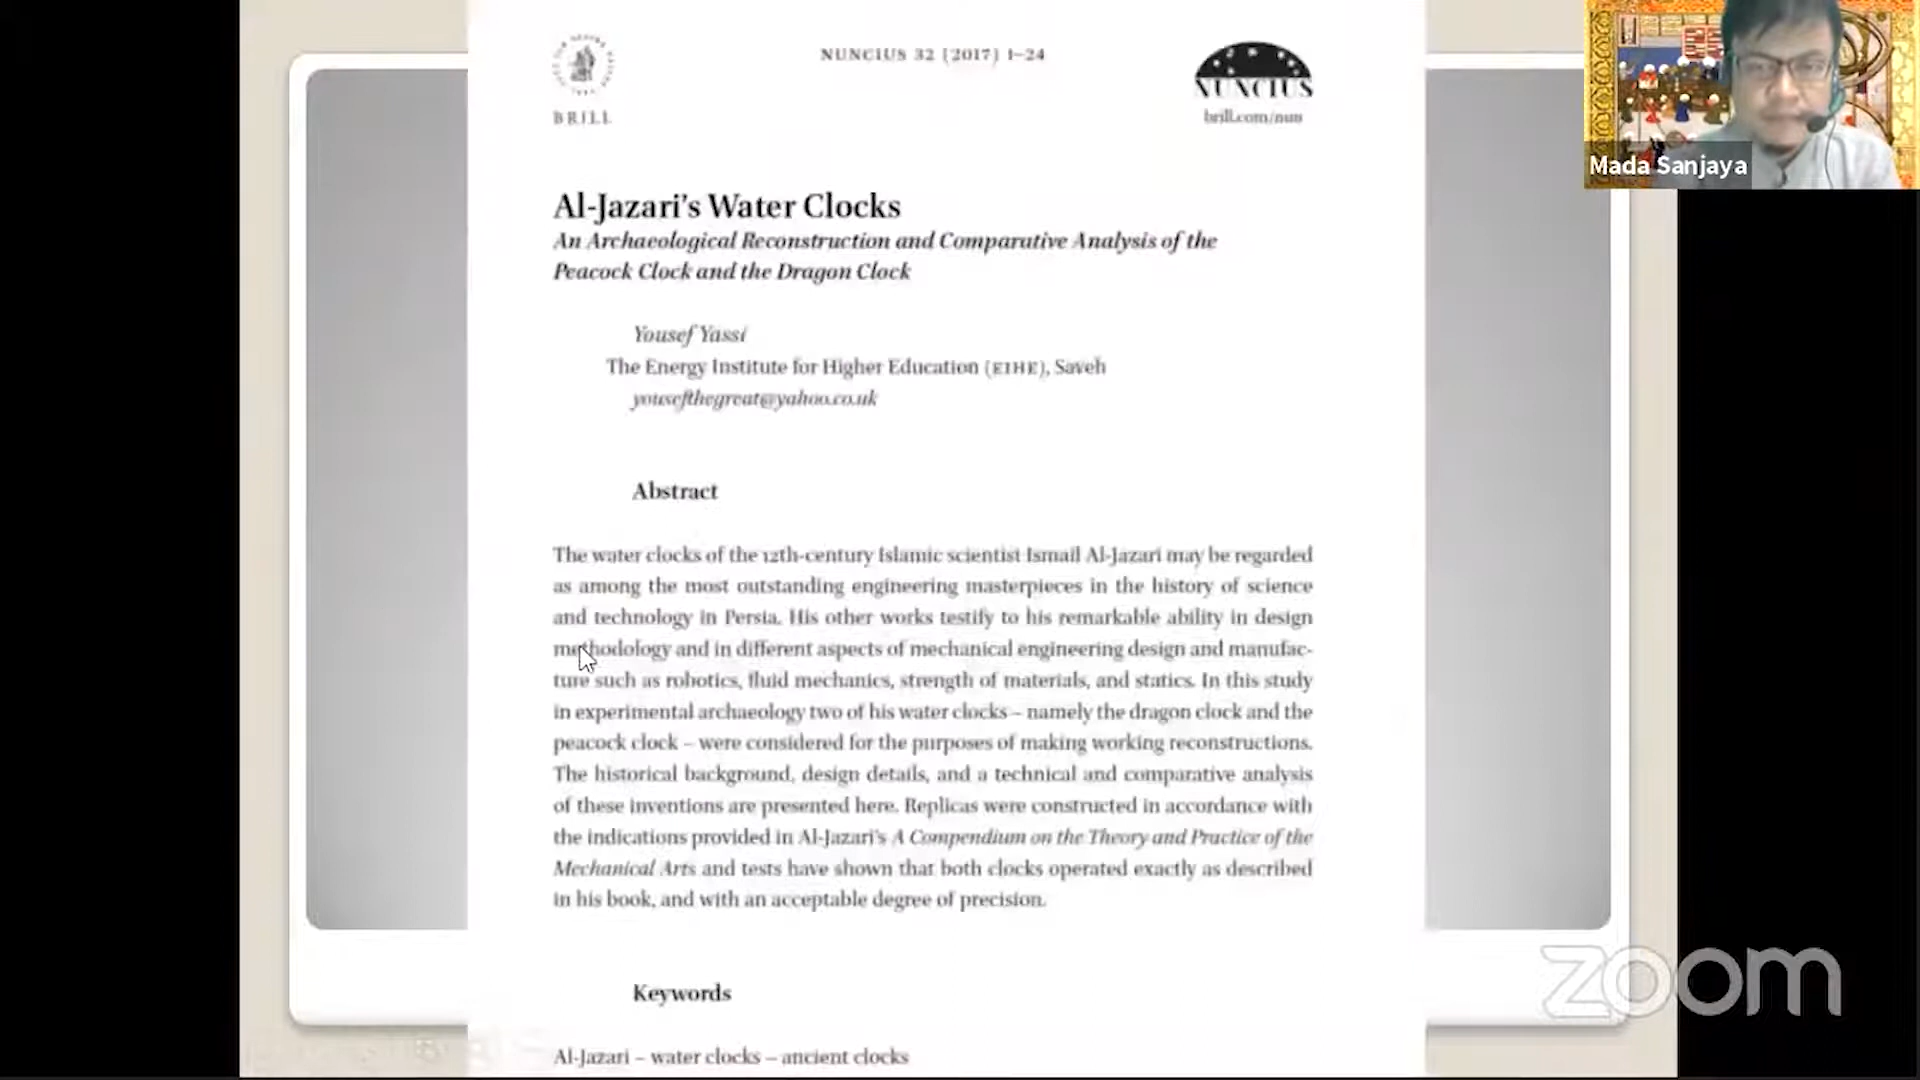 NUNCIUS 32 (2017) 1–24
BRILL
NUNCIUS
brill.com/nun
Mada Sanjaya
Al-Jazari's Water Clocks
An Archaeological Reconstruction and Comparative Analysis of the
Peacock Clock and the Dragon Clock
Yousef Yassi
The Energy Institute for Higher Education (EIHE), Saveh
yousefthegreat@yahoo.co.uk
Abstract
The water clocks of the 12th-century Islamic scientist Ismail Al-Jazari may be regarded
as among the most outstanding engineering masterpieces in the history of science
and technology in Persia. His other works testify to his remarkable ability in design
methodology and in different aspects of mechanical engineering design and manufac-
ture such as robotics, fluid mechanics, strength of materials, and statics. In this study
in experimental archaeology two of his water clocks – namely the dragon clock and the
peacock clock – were considered for the purposes of making working reconstructions.
The historical background, design details, and a technical and comparative analysis
of these inventions are presented here. Replicas were constructed in accordance with
the indications provided in Al-Jazari's A Compendium on the Theory and Practice of the
Mechanical Arts and tests have shown that both clocks operated exactly as described
in his book, and with an acceptable degree of precision.
Keywords
Al-Jazari – water clocks – ancient clocks
zoom